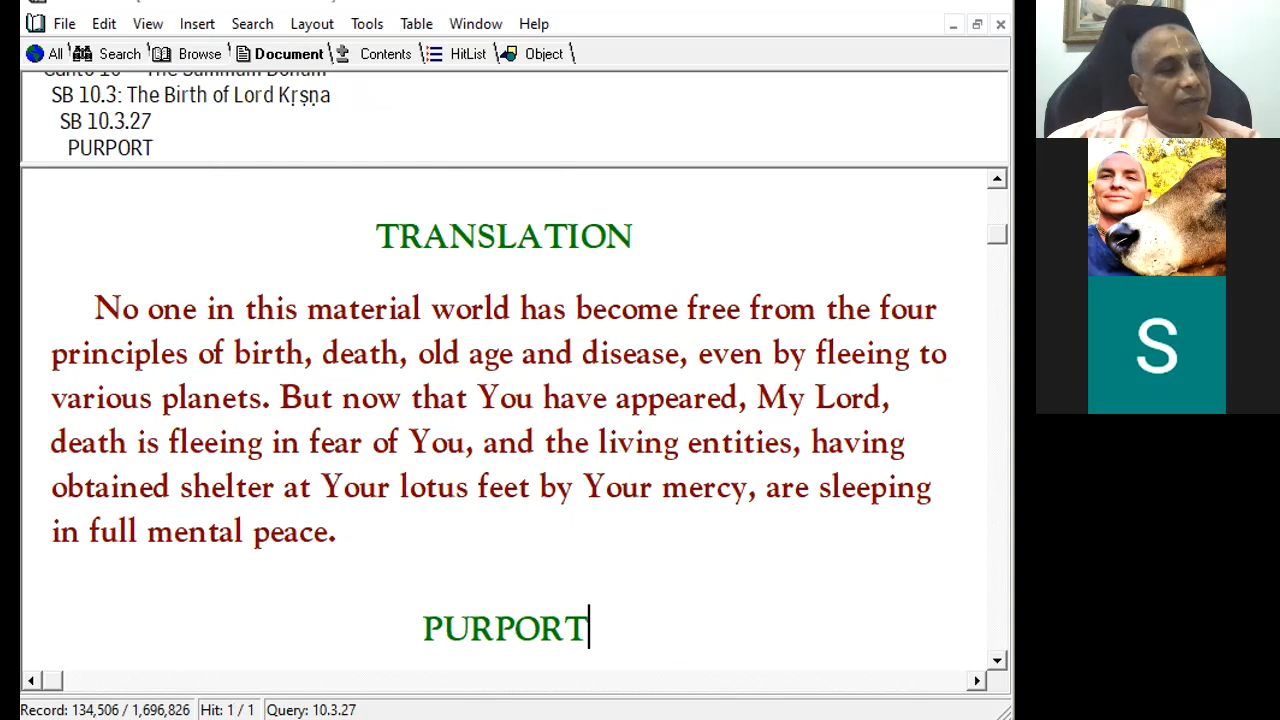 File Edit View Insert Search Layout Tools Table Window Help
All Search Browse Document Contents HitList Object
SB 10.3: The Birth of Lord Kṛṣṇa
SB 10.3.27
PURPORT
TRANSLATION
No one in this material world has become free from the four
principles of birth, death, old age and disease, even by fleeing to
various planets. But now that You have appeared, My Lord,
death is fleeing in fear of You, and the living entities, having
obtained shelter at Your lotus feet by Your mercy, are sleeping
in full mental peace.
PURPORT
S
Record: 134,506 / 1,696,826 Hit: 1 / 1 Query: 10.3.27